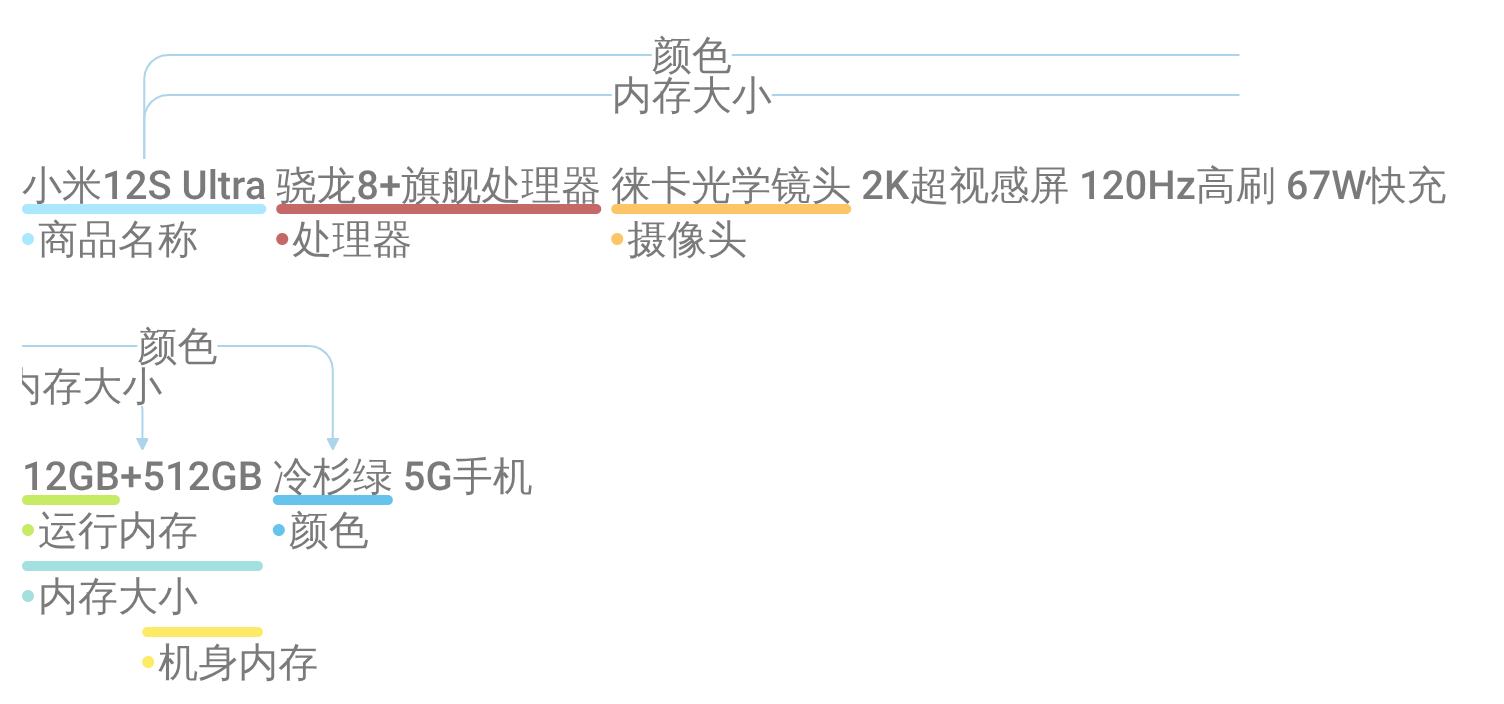 颜色
内存大小
小米12S Ultra 骁龙8+旗舰处理器 徕卡光学镜头 2K超视感屏 120Hz高刷 67W快充
商品名称 处理器 摄像头
颜色
内存大小
12GB+512GB 冷杉绿 5G手机
运行内存 颜色
内存大小
机身内存